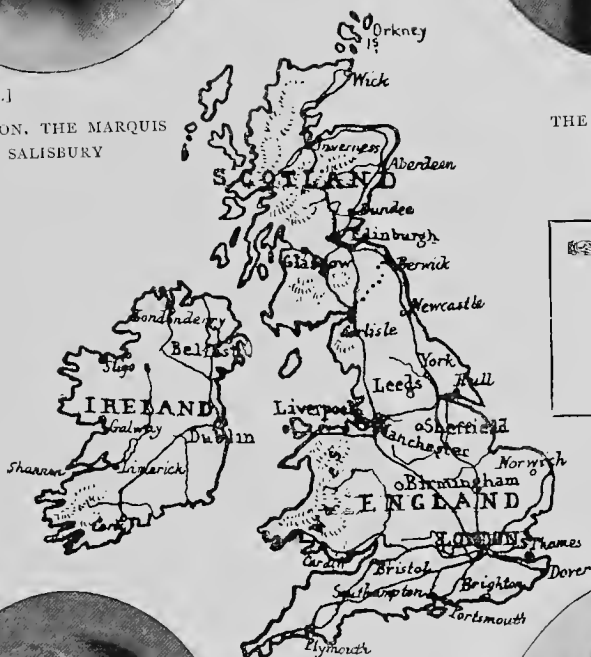 .]
ON, THE MARQUIS
SALISBURY
THE
Orkney
Is
Wick
Inverness
Aberdeen
SCOTLAND
Dundee
Edinburgh
Glasgow
Berwick
Newcastle
Carlisle
Londonderry
Belfast
Sligo
York
Leeds
Hull
IRELAND
Liverpool
Galway
Dublin
Sheffield
Manchester
Shannon
Limerick
Norwich
Birmingham
ENGLAND
Cork
LONDON
Thames
Cardiff
Bristol
Dover
Southampton
Brighton
Portsmouth
Plymouth